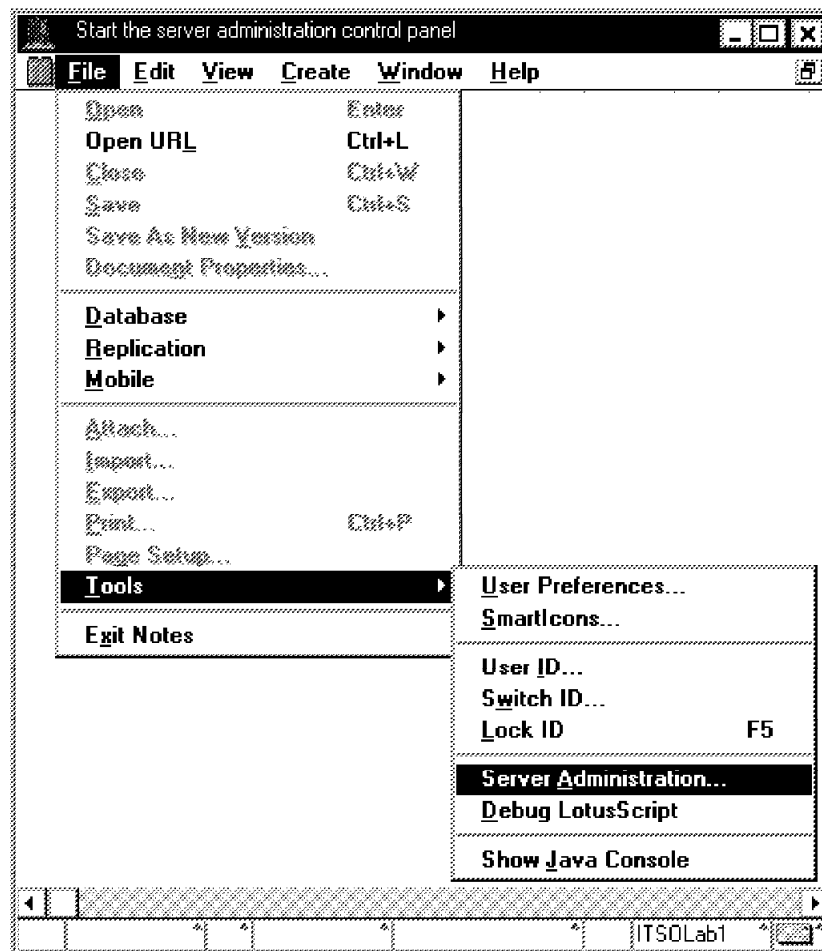 Start the server administration control panel
File Edit View Create Window Help
Open Enter
Open URL Ctrl+L
Close Ctrl+W
Save Ctrl+S
Save As New Version
Document Properties...
Database
Replication
Mobile
Attach...
Import...
Export...
Print... Ctrl+P
Page Setup...
Tools
Exit Notes
User Preferences...
SmartIcons...
User ID...
Switch ID...
Lock ID F5
Server Administration...
Debug LotusScript
Show Java Console
ITSOLab1